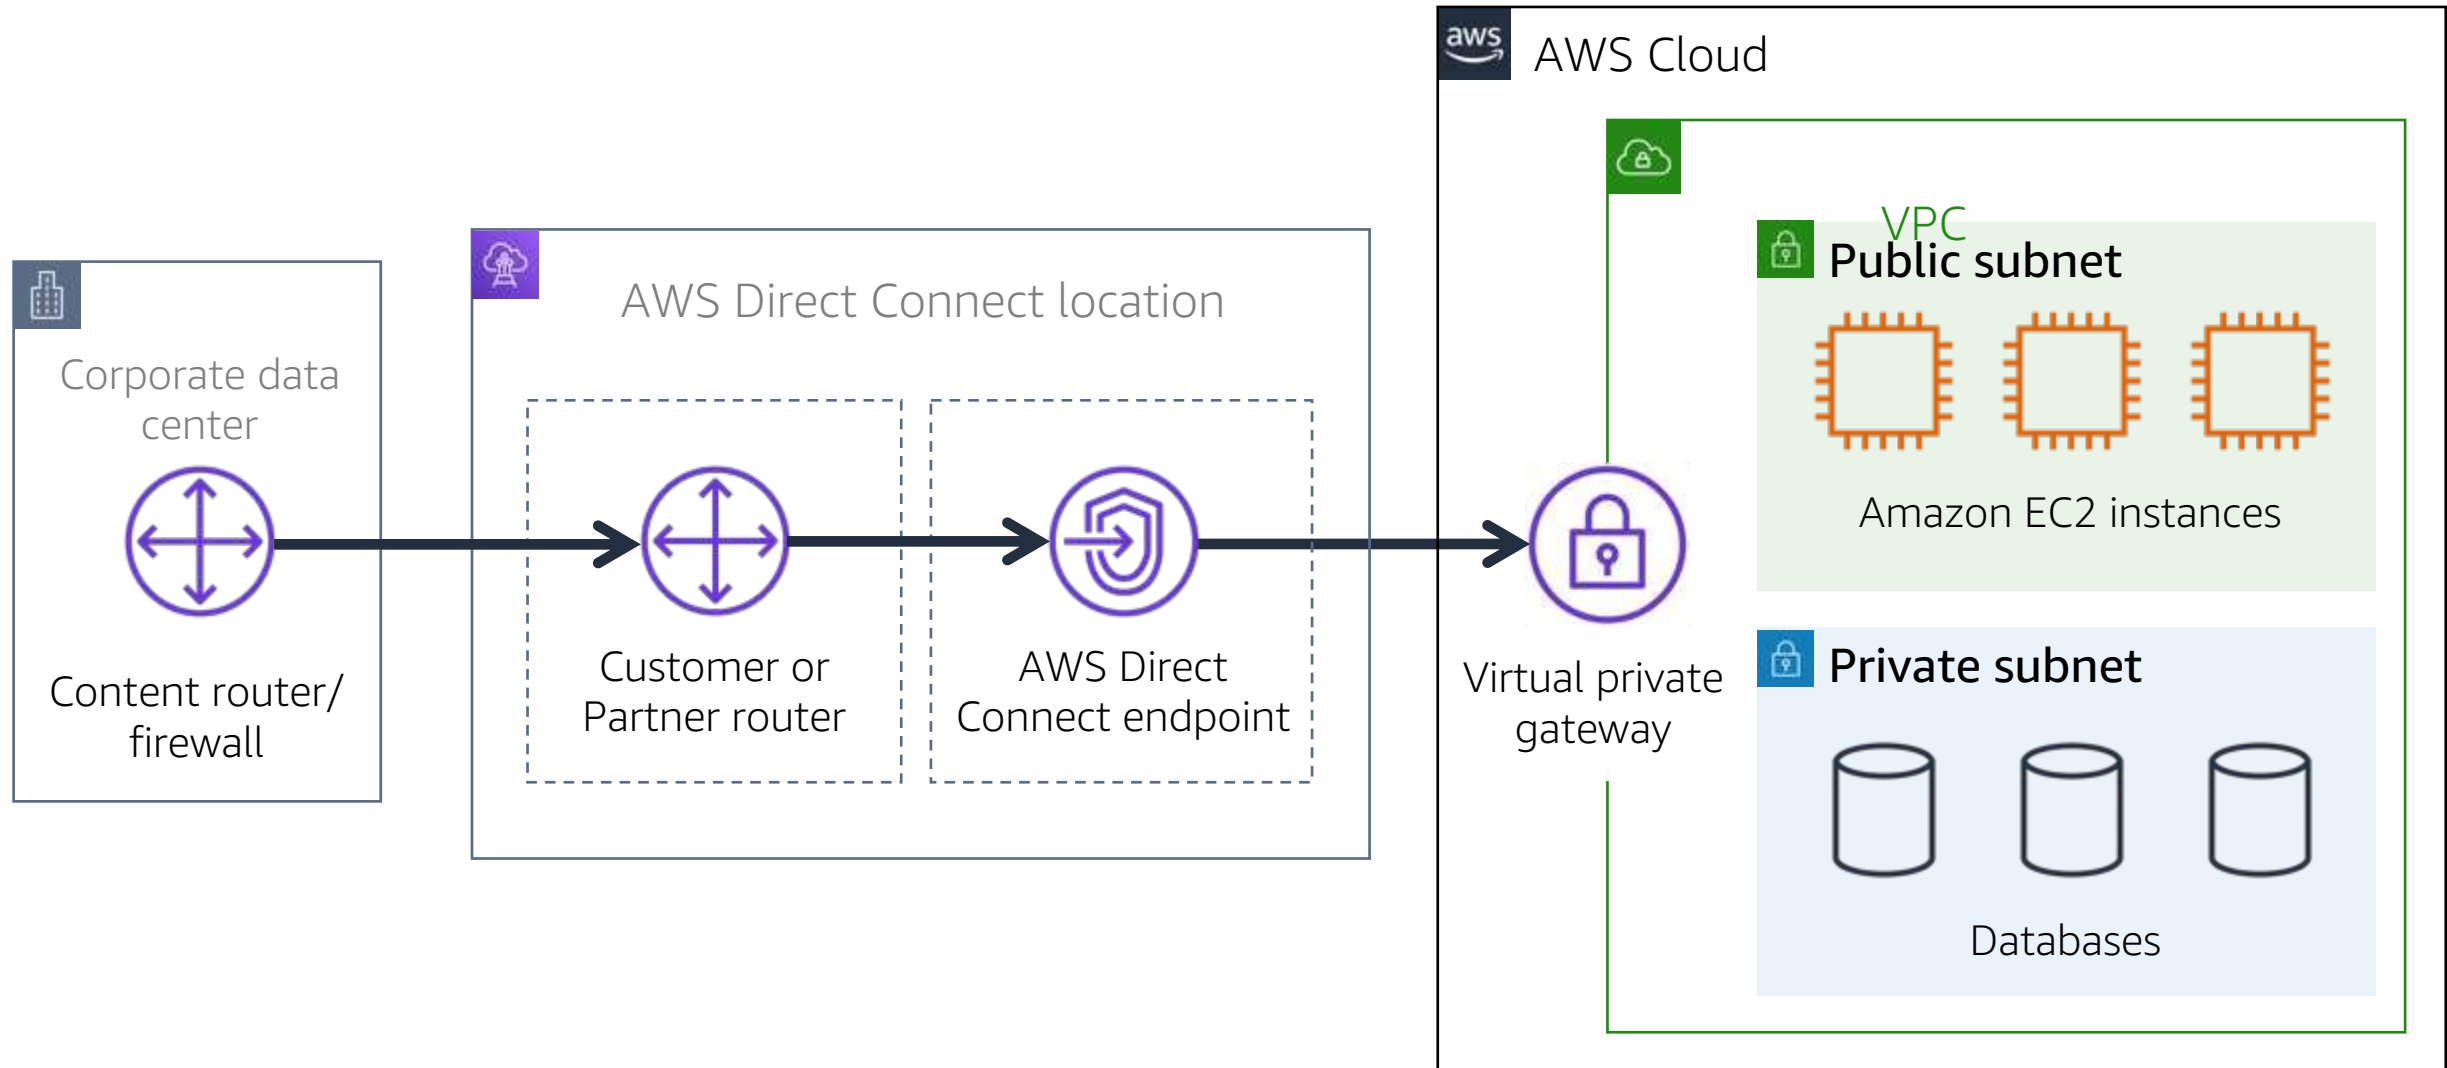 aws
AWS Cloud
VPC
Public subnet
Amazon EC2 instances
Private subnet
Databases
Virtual private
gateway
AWS Direct Connect location
Customer or
Partner router
AWS Direct
Connect endpoint
Corporate data
center
Content router/
firewall